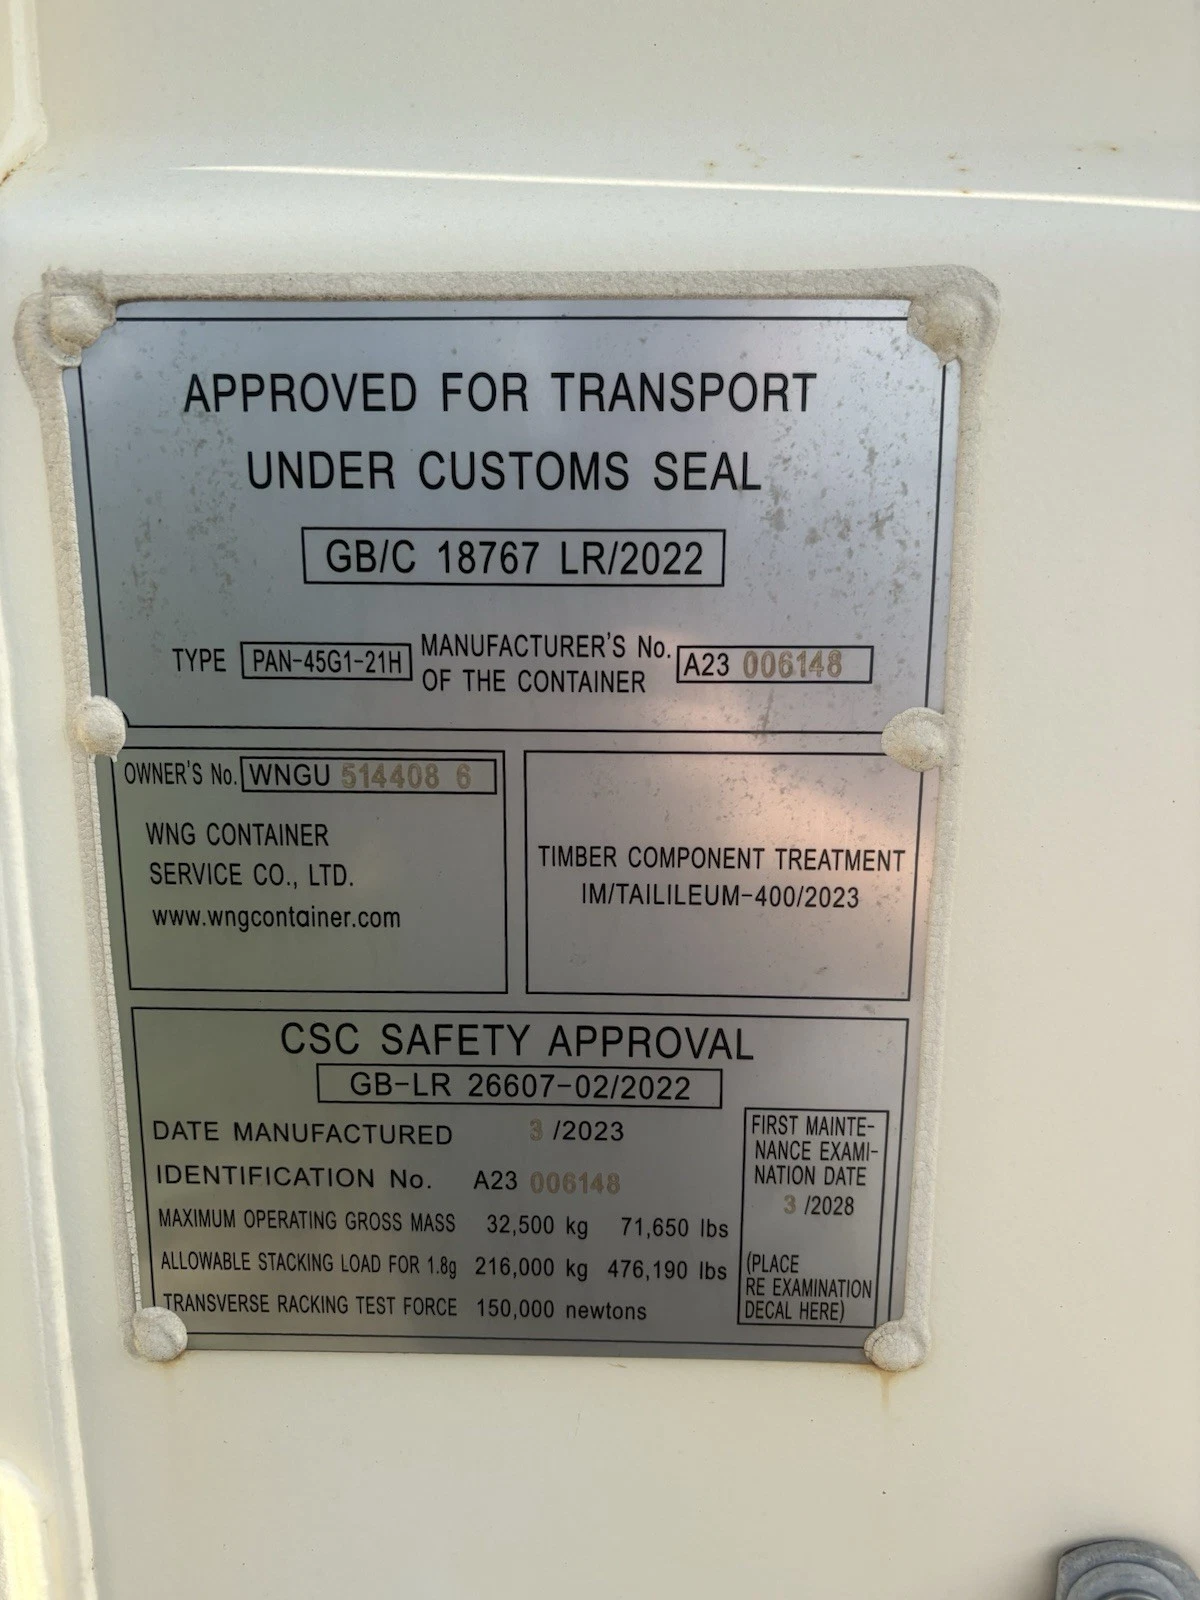 APPROVED FOR TRANSPORT
UNDER CUSTOMS SEAL
GB/C 18767 LR/2022
TYPE PAN-45G1-21H MANUFACTURER'S No. OF THE CONTAINER A23 006148
OWNER'S No. WNGU 514408 6
WNG CONTAINER
SERVICE CO., LTD.
www.wngcontainer.com
TIMBER COMPONENT TREATMENT
IM/TAILILEUM-400/2023
CSC SAFETY APPROVAL
GB-LR 26607-02/2022
DATE MANUFACTURED 3 /2023
IDENTIFICATION No. A23 006148
MAXIMUM OPERATING GROSS MASS 32,500 kg 71,650 lbs
ALLOWABLE STACKING LOAD FOR 1.8g 216,000 kg 476,190 lbs
TRANSVERSE RACKING TEST FORCE 150,000 newtons
FIRST MAINTE-
NANCE EXAMI-
NATION DATE
3 /2028
(PLACE
RE EXAMINATION
DECAL HERE)